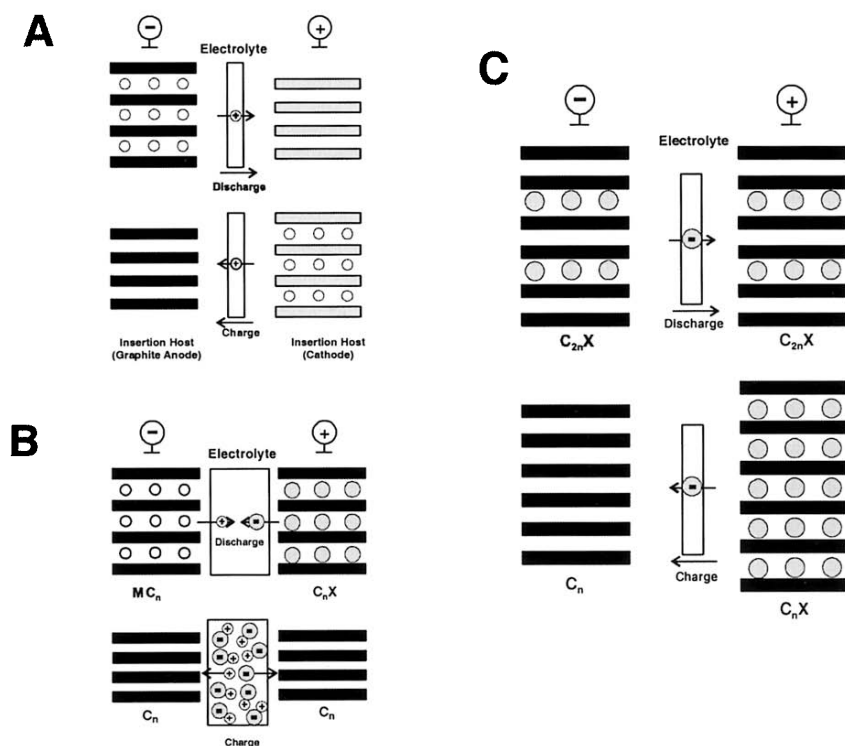 A
−
+
Electrolyte
+
Discharge
+
Charge
Insertion Host
(Graphite Anode)
Insertion Host
(Cathode)
B
−
+
Electrolyte
+ −
Discharge
MCₙ
CₙX
Cₙ
Cₙ
Charge
C
−
+
Electrolyte
−
Discharge
C₂ₙX
C₂ₙX
−
Charge
Cₙ
CₙX